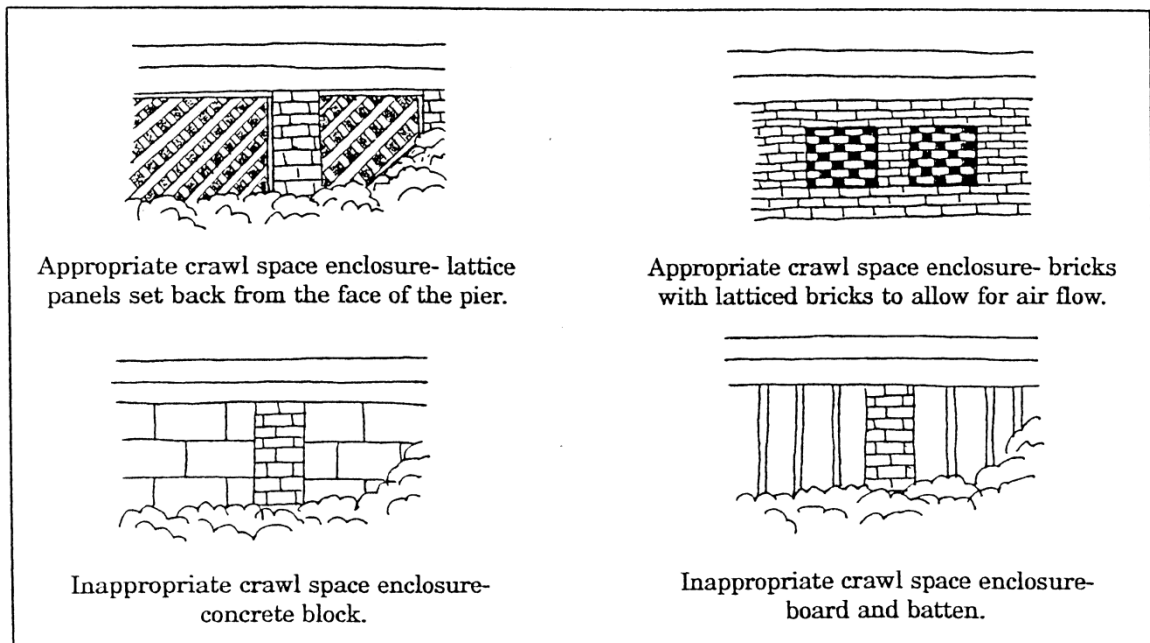 Appropriate crawl space enclosure- lattice
panels set back from the face of the pier.
Appropriate crawl space enclosure- bricks
with latticed bricks to allow for air flow.
Inappropriate crawl space enclosure-
concrete block.
Inappropriate crawl space enclosure-
board and batten.